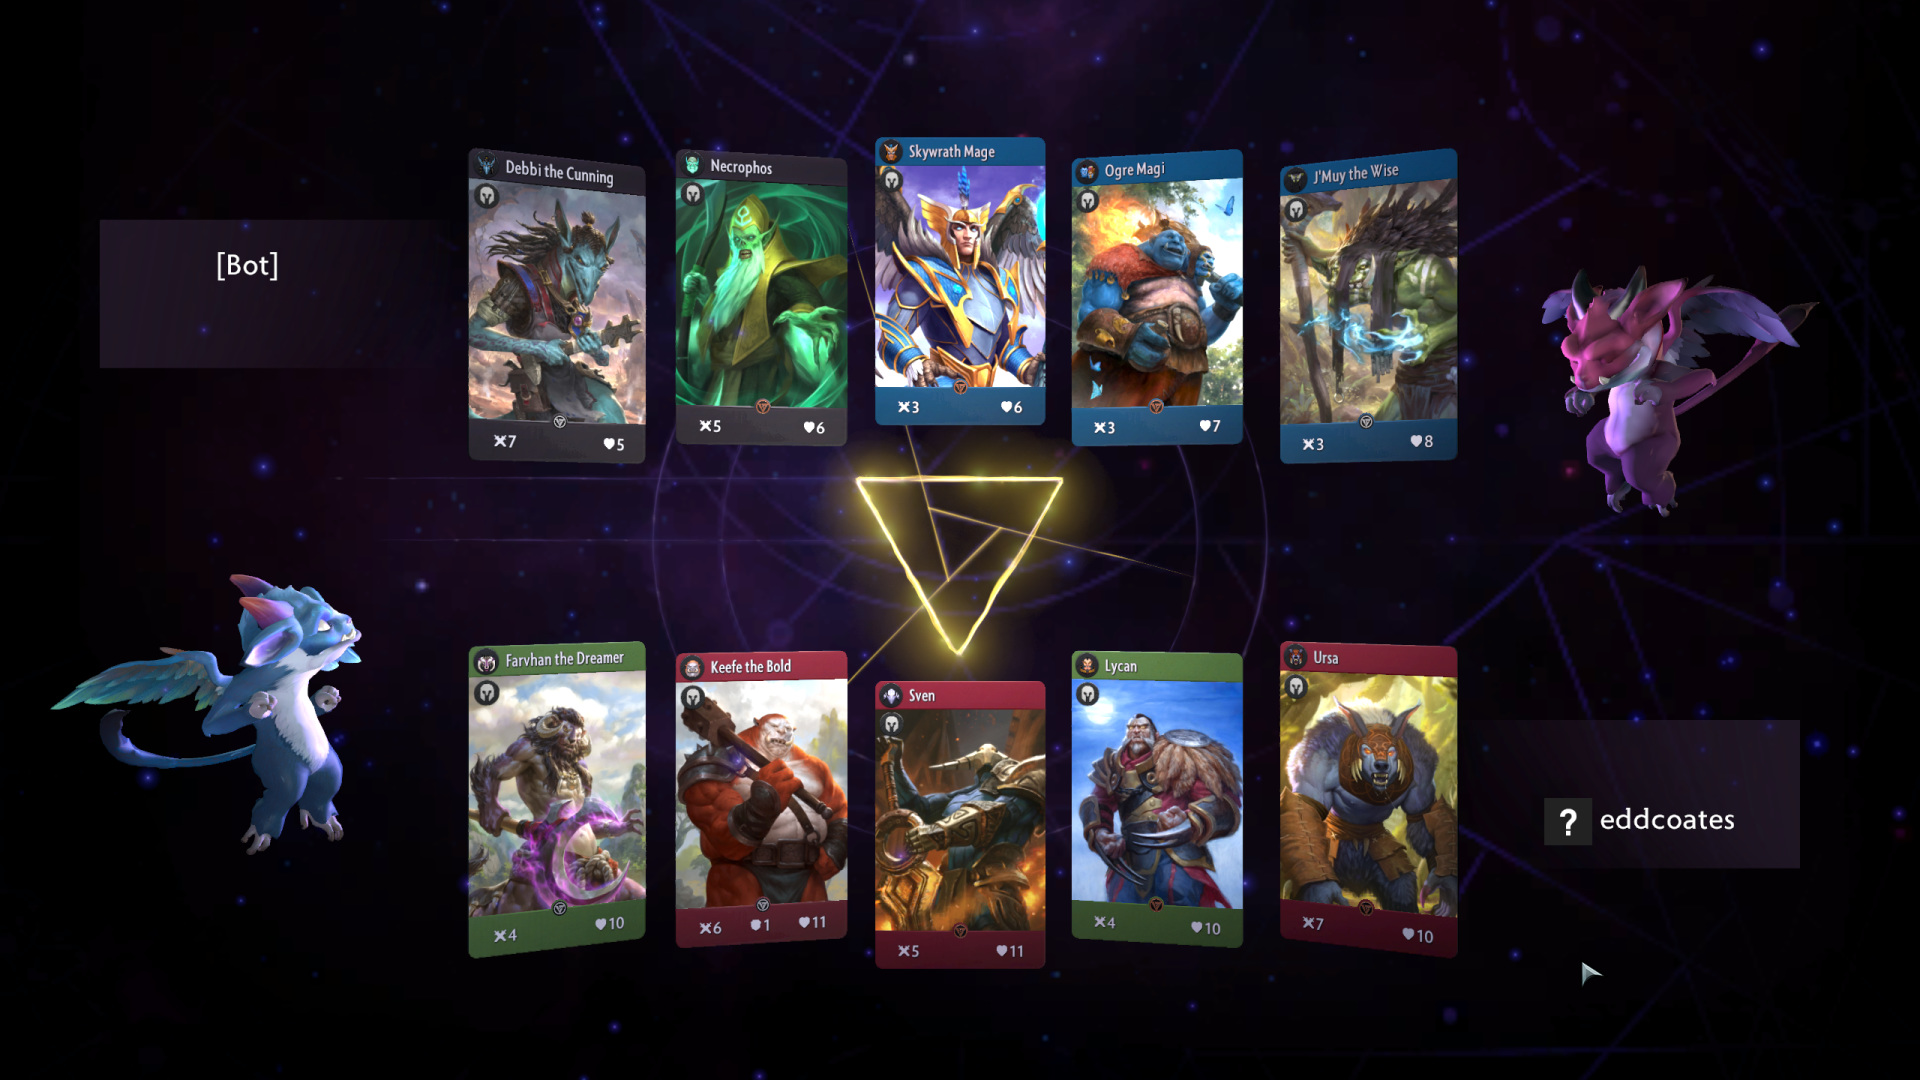 [Bot]
Debbi the Cunning
7 5
Necrophos
5 6
Skywrath Mage
3 6
Ogre Magi
3 7
J'Muy the Wise
3 8
Farvhan the Dreamer
4 10
Keefe the Bold
6 1 11
Sven
5 11
Lycan
4 10
Ursa
7 10
? eddcoates